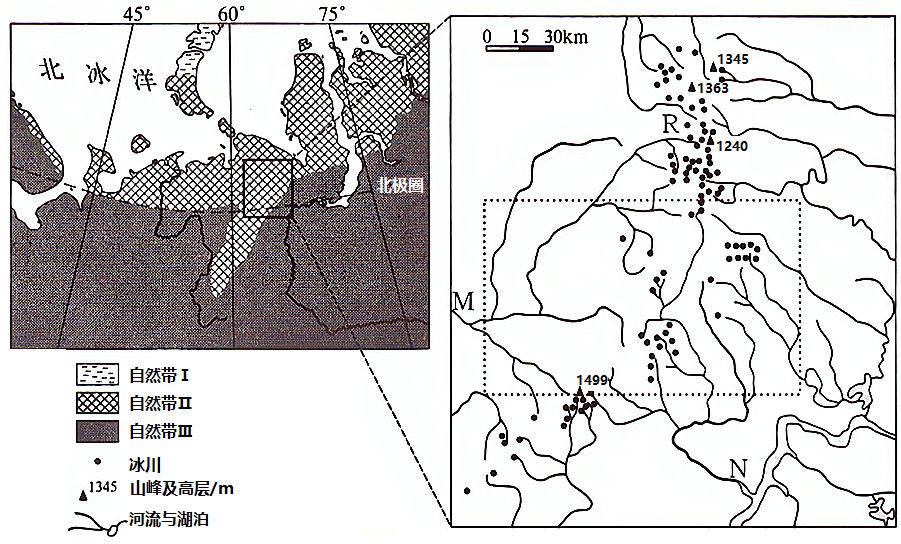 45° 60° 75°
北 冰 洋
北极圈
0 15 30km
1345
1363
R
1240
M
1499
N
自然带Ⅰ
自然带Ⅱ
自然带Ⅲ
冰川
1345 山峰及高层/m
河流与湖泊